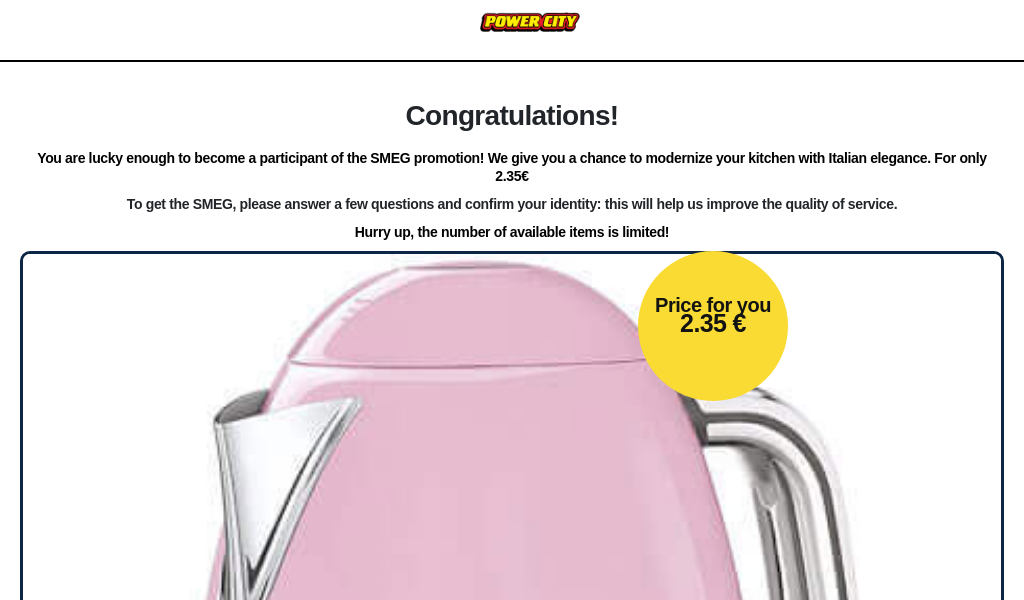 POWER CITY
Congratulations!
You are lucky enough to become a participant of the SMEG promotion! We give you a chance to modernize your kitchen with Italian elegance. For only
2.35€
To get the SMEG, please answer a few questions and confirm your identity: this will help us improve the quality of service.
Hurry up, the number of available items is limited!
Price for you
2.35 €